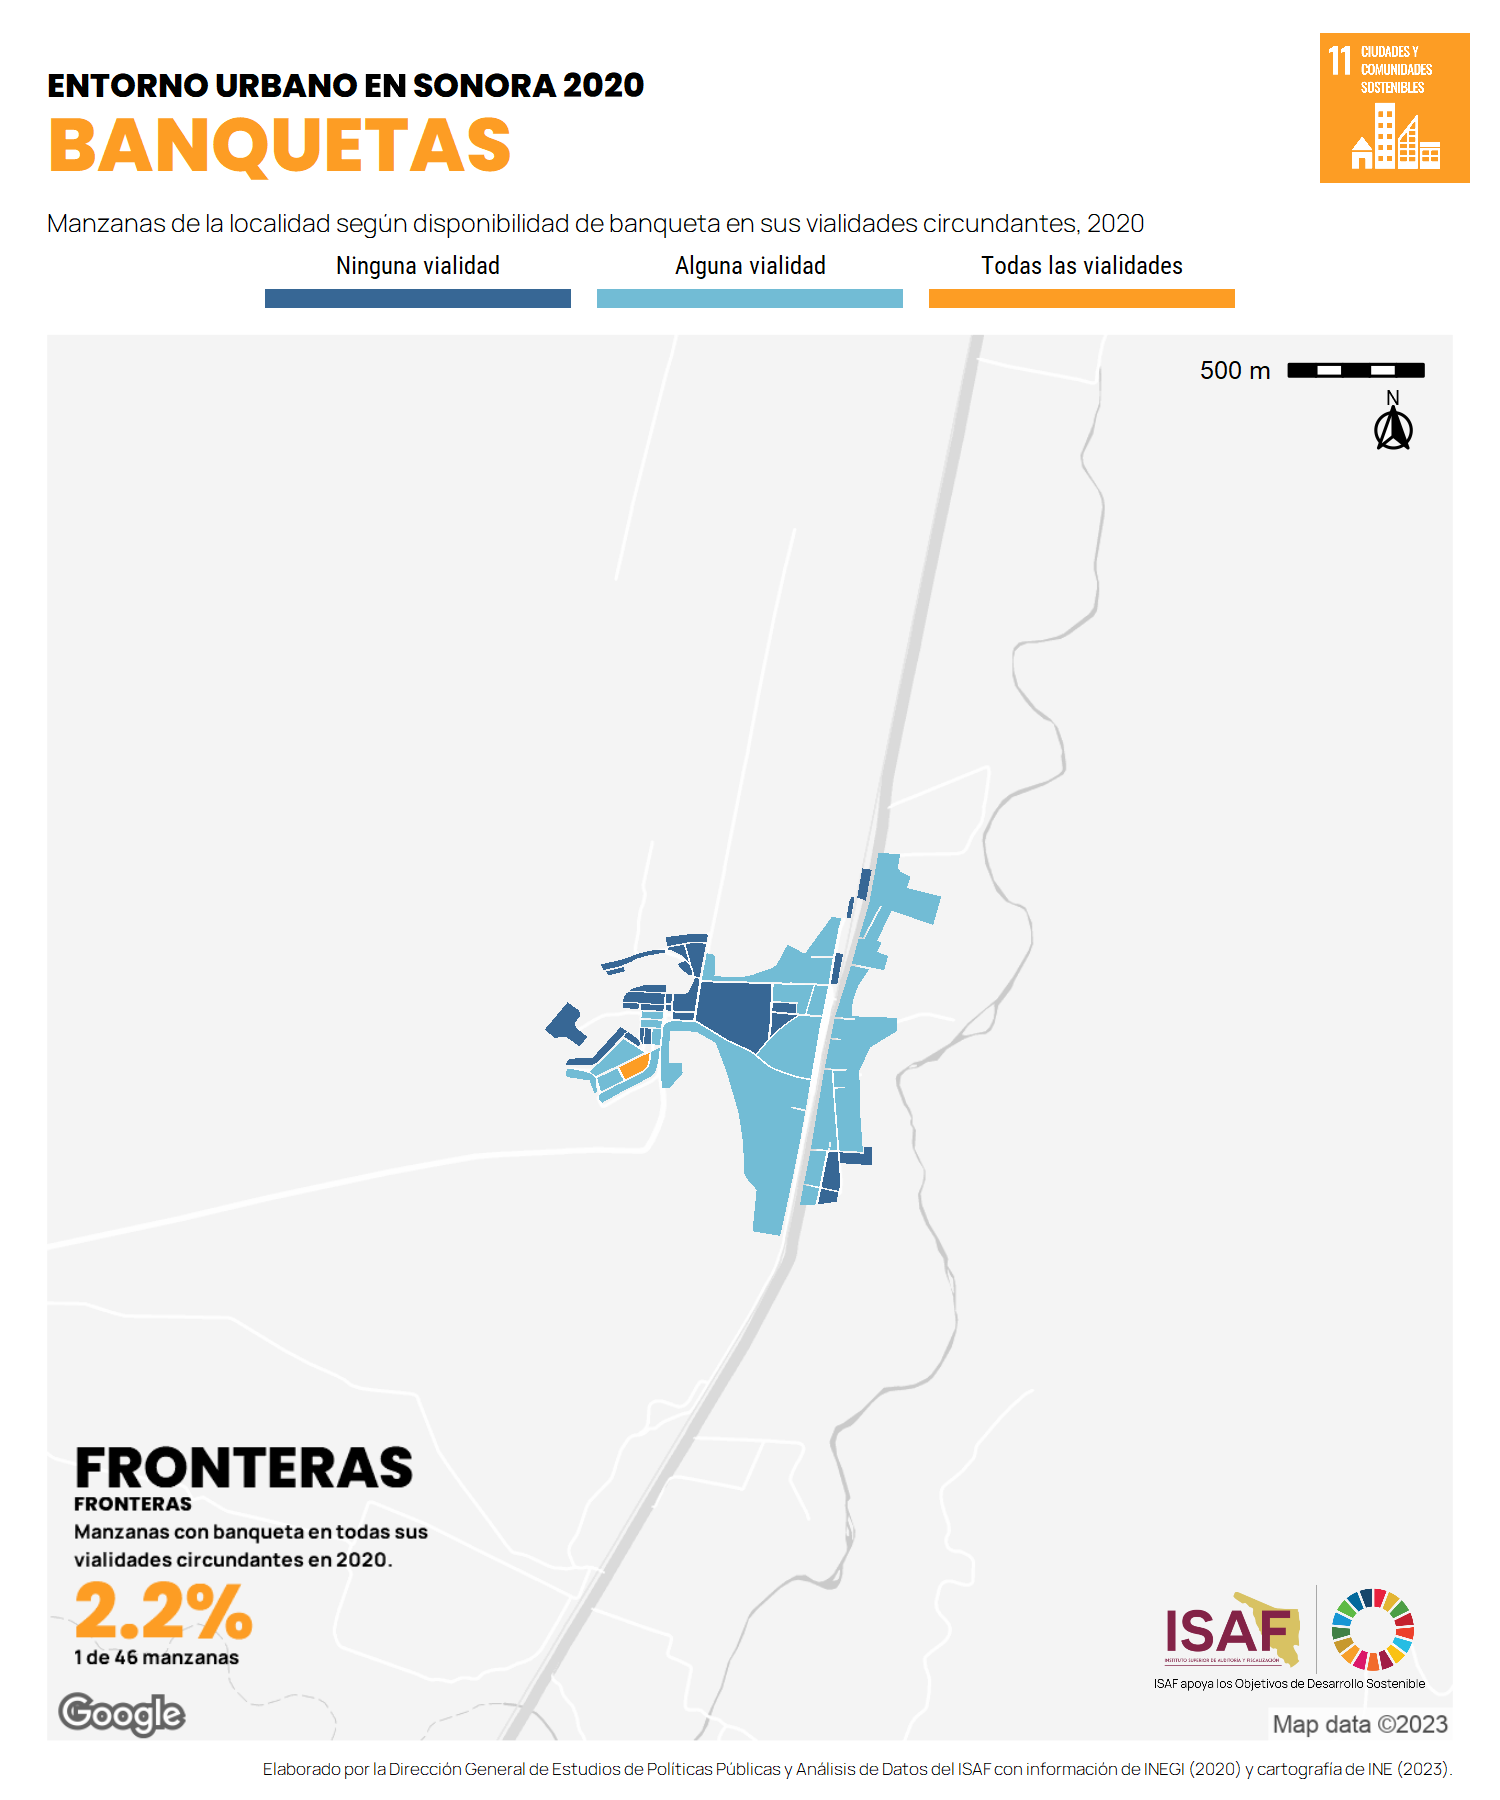 ENTORNO URBANO EN SONORA 2020
BANQUETAS
11 CIUDADES Y
COMUNIDADES
SOSTENIBLES
Manzanas de la localidad según disponibilidad de banqueta en sus vialidades circundantes, 2020
Ninguna vialidad
Alguna vialidad
Todas las vialidades
500 m
N
FRONTERAS
FRONTERAS
Manzanas con banqueta en todas sus
vialidades circundantes en 2020.
2.2%
1 de 46 manzanas
Google
ISAF
INSTITUTO SUPERIOR DE AUDITORÍA Y FISCALIZACIÓN
ISAF apoya los Objetivos de Desarrollo Sostenible
Map data ©2023
Elaborado por la Dirección General de Estudios de Políticas Públicas y Análisis de Datos del ISAF con información de INEGI (2020) y cartografía de INE (2023).